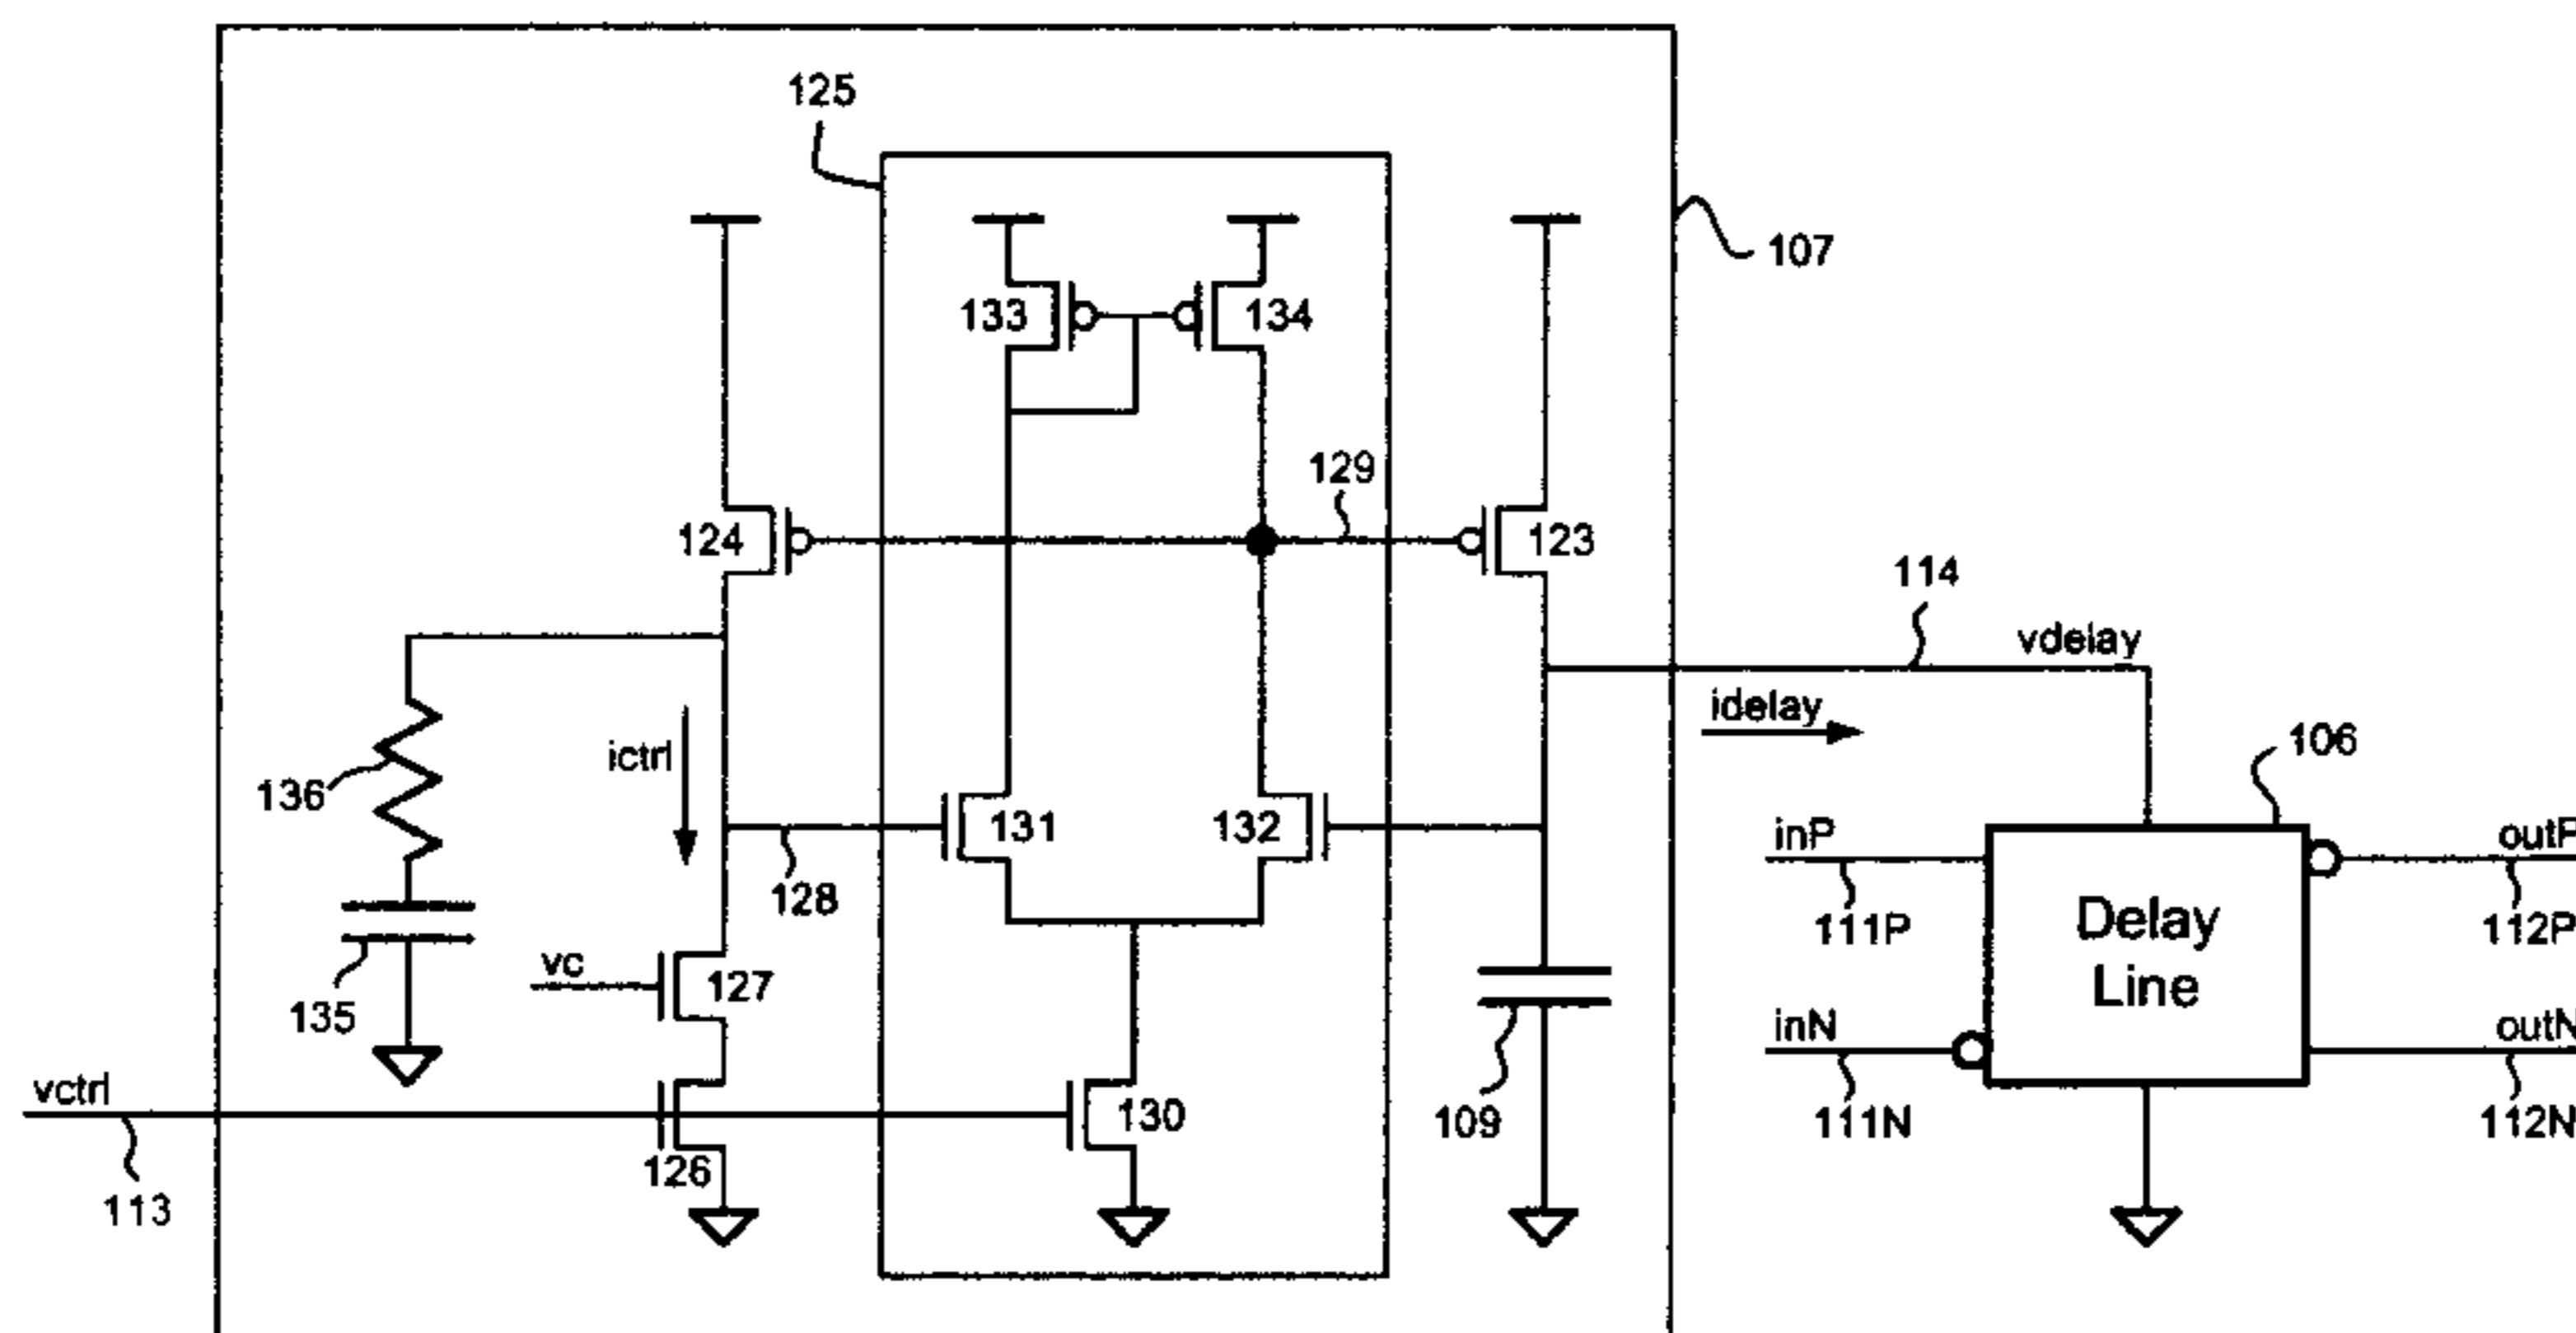 125
107
133
134
129
124
123
114
vdelay
idelay
ictrl
136
106
131
132
inP
outP
128
111P
Delay
Line
112P
vc
127
135
inN
outN
vctrl
130
109
111N
112N
126
113